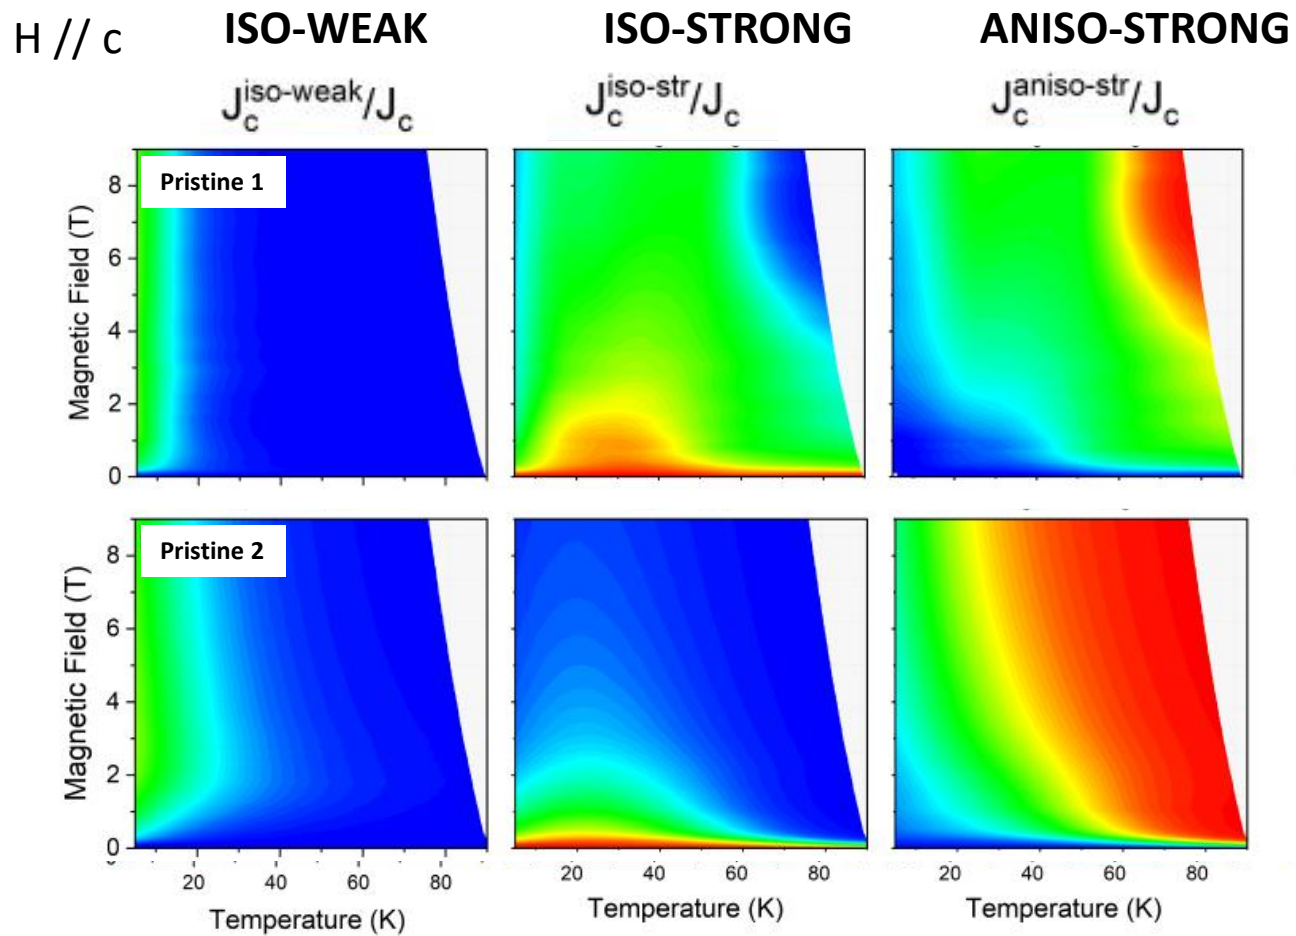 H // c
ISO-WEAK
ISO-STRONG
ANISO-STRONG
J_c^iso-weak/J_c
J_c^iso-str/J_c
J_c^aniso-str/J_c
Pristine 1
Magnetic Field (T)
8
6
4
2
0
Pristine 2
Magnetic Field (T)
8
6
4
2
0
20 40 60 80
20 40 60 80
20 40 60 80
Temperature (K)
Temperature (K)
Temperature (K)